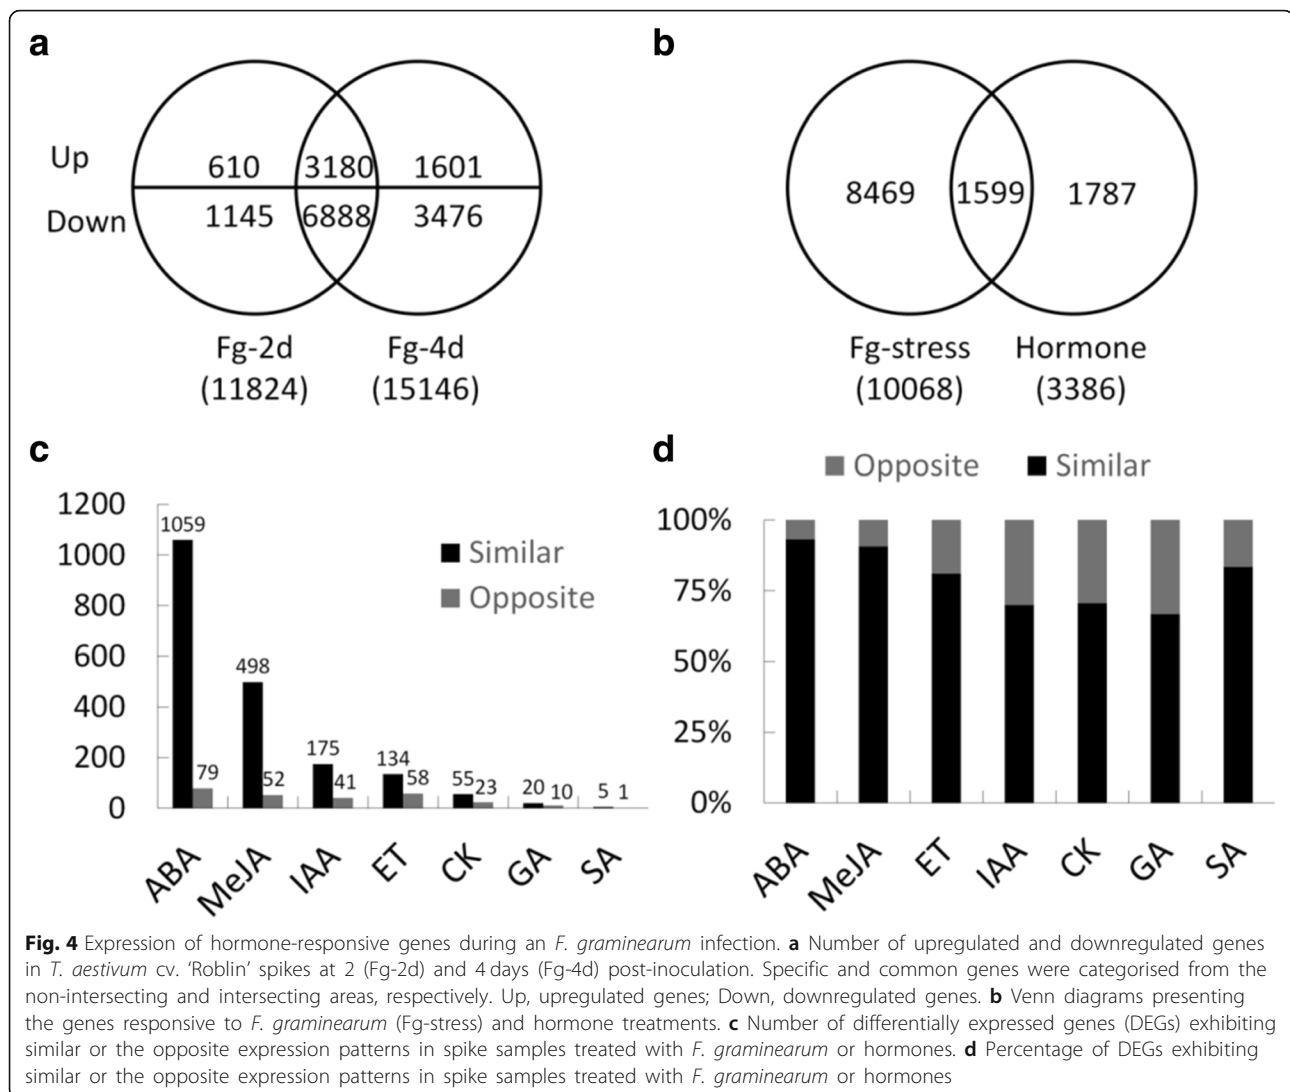 a
b
Up
610
3180
1601
Down
1145
6888
3476
8469
1599
1787
Fg-2d
(11824)
Fg-4d
(15146)
Fg-stress
(10068)
Hormone
(3386)
c
1200
1000
800
600
400
200
0
1059
79
498
52
175
41
134
58
55
23
20
10
5
1
Similar
Opposite
ABA
MeJA
IAA
ET
CK
GA
SA
d
Opposite
Similar
100%
75%
50%
25%
0%
ABA
MeJA
ET
IAA
CK
GA
SA
Fig. 4 Expression of hormone-responsive genes during an F. graminearum infection. a Number of upregulated and downregulated genes
in T. aestivum cv. ‘Roblin’ spikes at 2 (Fg-2d) and 4 days (Fg-4d) post-inoculation. Specific and common genes were categorised from the
non-intersecting and intersecting areas, respectively. Up, upregulated genes; Down, downregulated genes. b Venn diagrams presenting
the genes responsive to F. graminearum (Fg-stress) and hormone treatments. c Number of differentially expressed genes (DEGs) exhibiting
similar or the opposite expression patterns in spike samples treated with F. graminearum or hormones. d Percentage of DEGs exhibiting
similar or the opposite expression patterns in spike samples treated with F. graminearum or hormones